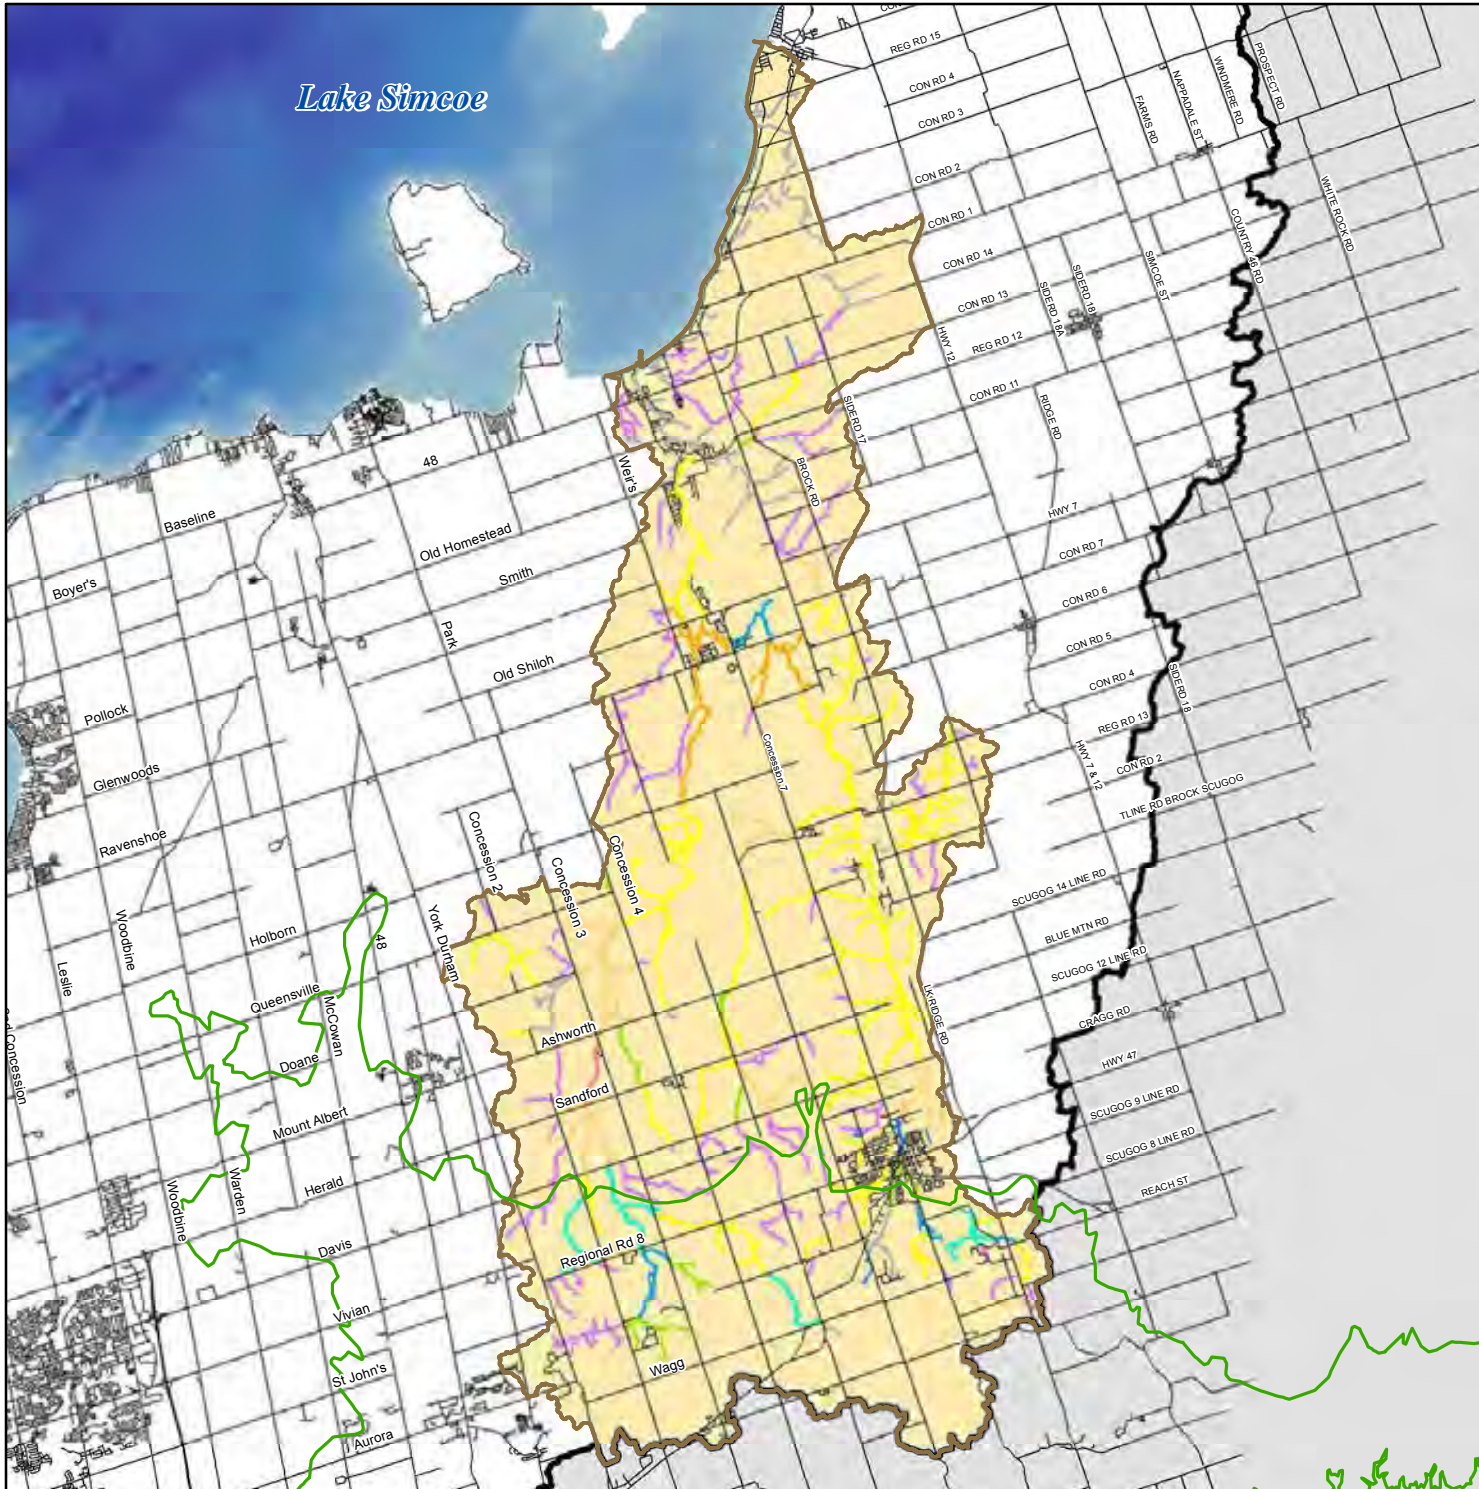 Lake Simcoe
REG RD 15
CON RD 4
CON RD 3
CON RD 2
CON RD 1
CON RD 14
CON RD 13
REG RD 12
CON RD 11
FARMS RD
NAPPADALE ST
WINDMERE RD
PROSPECT RD
WHITE ROCK RD
COUNTRY 46 RD
SIMCOE ST
SIDERD 18
SIDERD 18A
HWY 12
SIDERD 17
RIDGE RD
BROCK RD
HWY 7
CON RD 7
CON RD 6
CON RD 5
CON RD 4
SIDERD 18
REG RD 13
HWY 7 & 12
CON RD 2
TLINE RD BROCK SCUGOG
SCUGOG 14 LINE RD
BLUE MTN RD
SCUGOG 12 LINE RD
CRAGG RD
HWY 47
SCUGOG 9 LINE RD
SCUGOG 8 LINE RD
REACH ST
LK RIDGE RD
48
Weir's
Baseline
Old Homestead
Smith
Boyer's
Park
Old Shiloh
Pollock
Glenwoods
Ravenshoe
Concession 7
Concession 2
Concession 3
Concession 4
York Durham
48
Woodbine
Holborn
Leslie
Queensville
McCowan
Doane
Ashworth
Sandford
Mount Albert
Herald
Warden
Woodbine
Davis
Regional Rd 8
Vivian
St John's
Wagg
Aurora